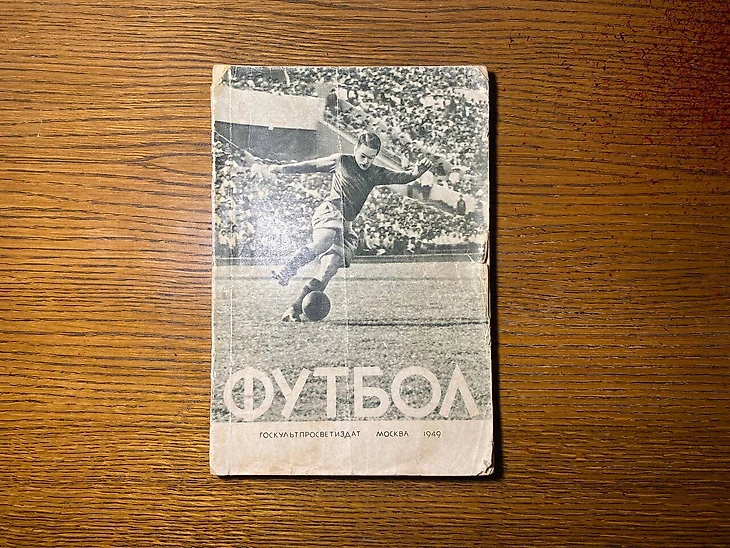 ФУТБОЛ
ГОСКУЛЬТПРОСВЕТИЗДАТ МОСКВА 1949